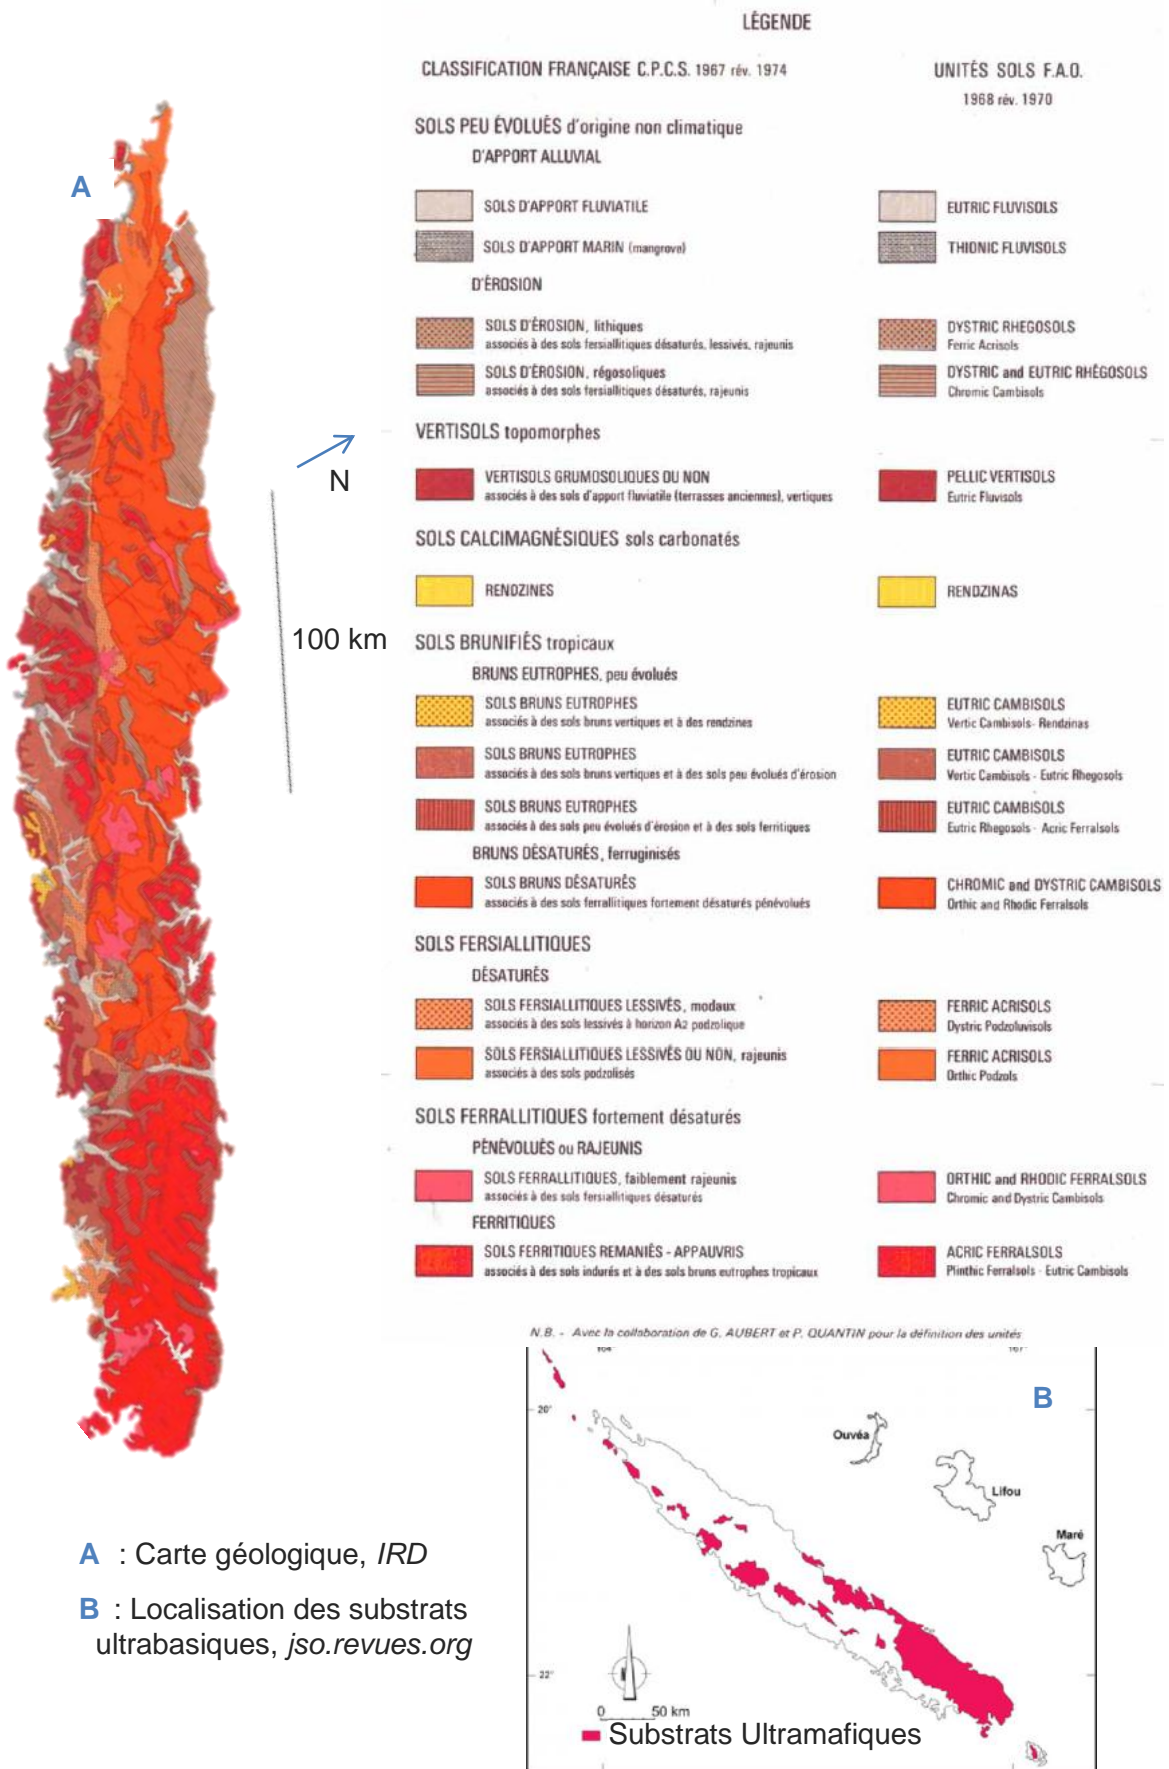 LÉGENDE
CLASSIFICATION FRANÇAISE C.P.C.S. 1967 rév. 1974
UNITÉS SOLS F.A.O.
1968 rév. 1970
SOLS PEU ÉVOLUÉS d'origine non climatique
D'APPORT ALLUVIAL
SOLS D'APPORT FLUVIATILE
EUTRIC FLUVISOLS
SOLS D'APPORT MARIN (mangrove)
THIONIC FLUVISOLS
D'ÉROSION
SOLS D'ÉROSION, lithiques
associés à des sols fersiallitiques désaturés, lessivés, rajeunis
DYSTRIC RHEGOSOLS
Ferric Acrisols
SOLS D'ÉROSION, régosoliques
associés à des sols fersiallitiques désaturés, rajeunis
DYSTRIC and EUTRIC RHÉGOSOLS
Chromic Cambisols
VERTISOLS topomorphes
VERTISOLS GRUMOSOLIQUES OU NON
associés à des sols d'apport fluviatile (terrasses anciennes), vertiques
PELLIC VERTISOLS
Eutric Fluvisols
SOLS CALCIMAGNÉSIQUES sols carbonatés
RENDZINES
RENDZINAS
SOLS BRUNIFIÉS tropicaux
BRUNS EUTROPHES, peu évolués
SOLS BRUNS EUTROPHES
associés à des sols bruns vertiques et à des rendzines
EUTRIC CAMBISOLS
Vertic Cambisols - Rendzinas
SOLS BRUNS EUTROPHES
associés à des sols bruns vertiques et à des sols peu évolués d'érosion
EUTRIC CAMBISOLS
Vertic Cambisols - Eutric Rhegosols
SOLS BRUNS EUTROPHES
associés à des sols peu évolués d'érosion et à des sols ferritiques
EUTRIC CAMBISOLS
Eutric Rhegosols - Acric Ferralsols
BRUNS DÉSATURÉS, ferruginisés
SOLS BRUNS DÉSATURÉS
associés à des sols ferrallitiques fortement désaturés pénévolués
CHROMIC and DYSTRIC CAMBISOLS
Orthic and Rhodic Ferralsols
SOLS FERSIALLITIQUES
DÉSATURÉS
SOLS FERSIALLITIQUES LESSIVÉS, modaux
associés à des sols lessivés à horizon A2 podzolique
FERRIC ACRISOLS
Dystric Podzoluvisols
SOLS FERSIALLITIQUES LESSIVÉS OU NON, rajeunis
associés à des sols podzolisés
FERRIC ACRISOLS
Orthic Podzols
SOLS FERRALLITIQUES fortement désaturés
PÉNÉVOLUÉS ou RAJEUNIS
SOLS FERRALLITIQUES, faiblement rajeunis
associés à des sols fersiallitiques désaturés
ORTHIC and RHODIC FERRALSOLS
Chromic and Dystric Cambisols
FERRITIQUES
SOLS FERRITIQUES REMANIÉS - APPAUVRIS
associés à des sols indurés et à des sols bruns eutrophes tropicaux
ACRIC FERRALSOLS
Plinthic Ferralsols - Eutric Cambisols
N.B. - Avec la collaboration de G. AUBERT et P. QUANTIN pour la définition des unités
A
N
100 km
164°
167°
B
20°
Ouvéa
Lifou
Maré
22°
0 50 km
Substrats Ultramafiques
A : Carte géologique, IRD
B : Localisation des substrats
ultrabasiques, jso.revues.org